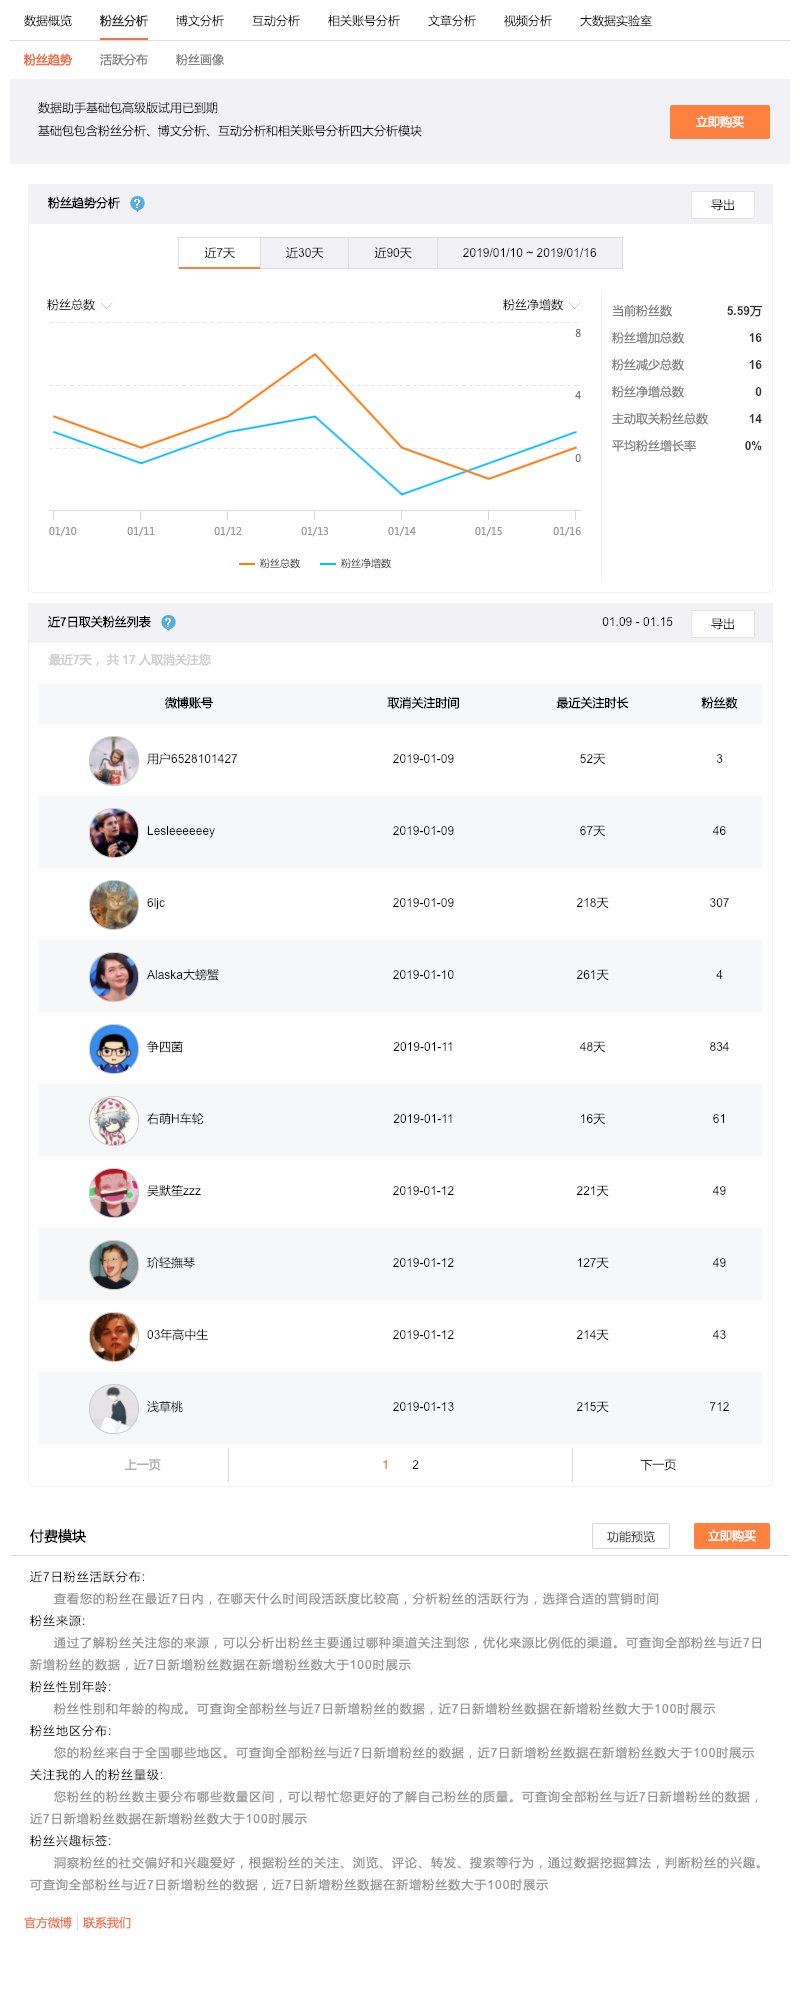 数据概览 粉丝分析 博文分析 互动分析 相关账号分析 文章分析 视频分析 大数据实验室
粉丝趋势 活跃分布 粉丝画像
数据助手基础包高级版试用已到期
基础包包含粉丝分析、博文分析、互动分析和相关账号分析四大分析模块
立即购买
粉丝趋势分析 ? 导出
近7天 近30天 近90天 2019/01/10 ~ 2019/01/16
粉丝总数 粉丝净增数
8
4
0
01/10 01/11 01/12 01/13 01/14 01/15 01/16
粉丝总数 粉丝净增数
当前粉丝数 5.59万
粉丝增加总数 16
粉丝减少总数 16
粉丝净增总数 0
主动取关粉丝总数 14
平均粉丝增长率 0%
近7日取关粉丝列表 ? 01.09 - 01.15 导出
最近7天，共 17 人取消关注您
微博账号 取消关注时间 最近关注时长 粉丝数
用户6528101427 2019-01-09 52天 3
Lesleeeeeey 2019-01-09 67天 46
6ljc 2019-01-09 218天 307
Alaska大螃蟹 2019-01-10 261天 4
争四菌 2019-01-11 48天 834
右萌H车轮 2019-01-11 16天 61
吴默笙zzz 2019-01-12 221天 49
玠轻撫琴 2019-01-12 127天 49
03年高中生 2019-01-12 214天 43
浅草桃 2019-01-13 215天 712
上一页 1 2 下一页
付费模块 功能预览 立即购买
近7日粉丝活跃分布:
查看您的粉丝在最近7日内，在哪天什么时间段活跃度比较高，分析粉丝的活跃行为，选择合适的营销时间
粉丝来源:
通过了解粉丝关注您的来源，可以分析出粉丝主要通过哪种渠道关注到您，优化来源比例低的渠道。可查询全部粉丝与近7日
新增粉丝的数据，近7日新增粉丝数据在新增粉丝数大于100时展示
粉丝性别年龄:
粉丝性别和年龄的构成。可查询全部粉丝与近7日新增粉丝的数据，近7日新增粉丝数据在新增粉丝数大于100时展示
粉丝地区分布:
您的粉丝来自于全国哪些地区。可查询全部粉丝与近7日新增粉丝的数据，近7日新增粉丝数据在新增粉丝数大于100时展示
关注我的人的粉丝量级:
您粉丝的粉丝数主要分布哪些数量区间，可以帮忙您更好的了解自己粉丝的质量。可查询全部粉丝与近7日新增粉丝的数据，
近7日新增粉丝数据在新增粉丝数大于100时展示
粉丝兴趣标签:
洞察粉丝的社交偏好和兴趣爱好，根据粉丝的关注、浏览、评论、转发、搜索等行为，通过数据挖掘算法，判断粉丝的兴趣。
可查询全部粉丝与近7日新增粉丝的数据，近7日新增粉丝数据在新增粉丝数大于100时展示
官方微博 | 联系我们